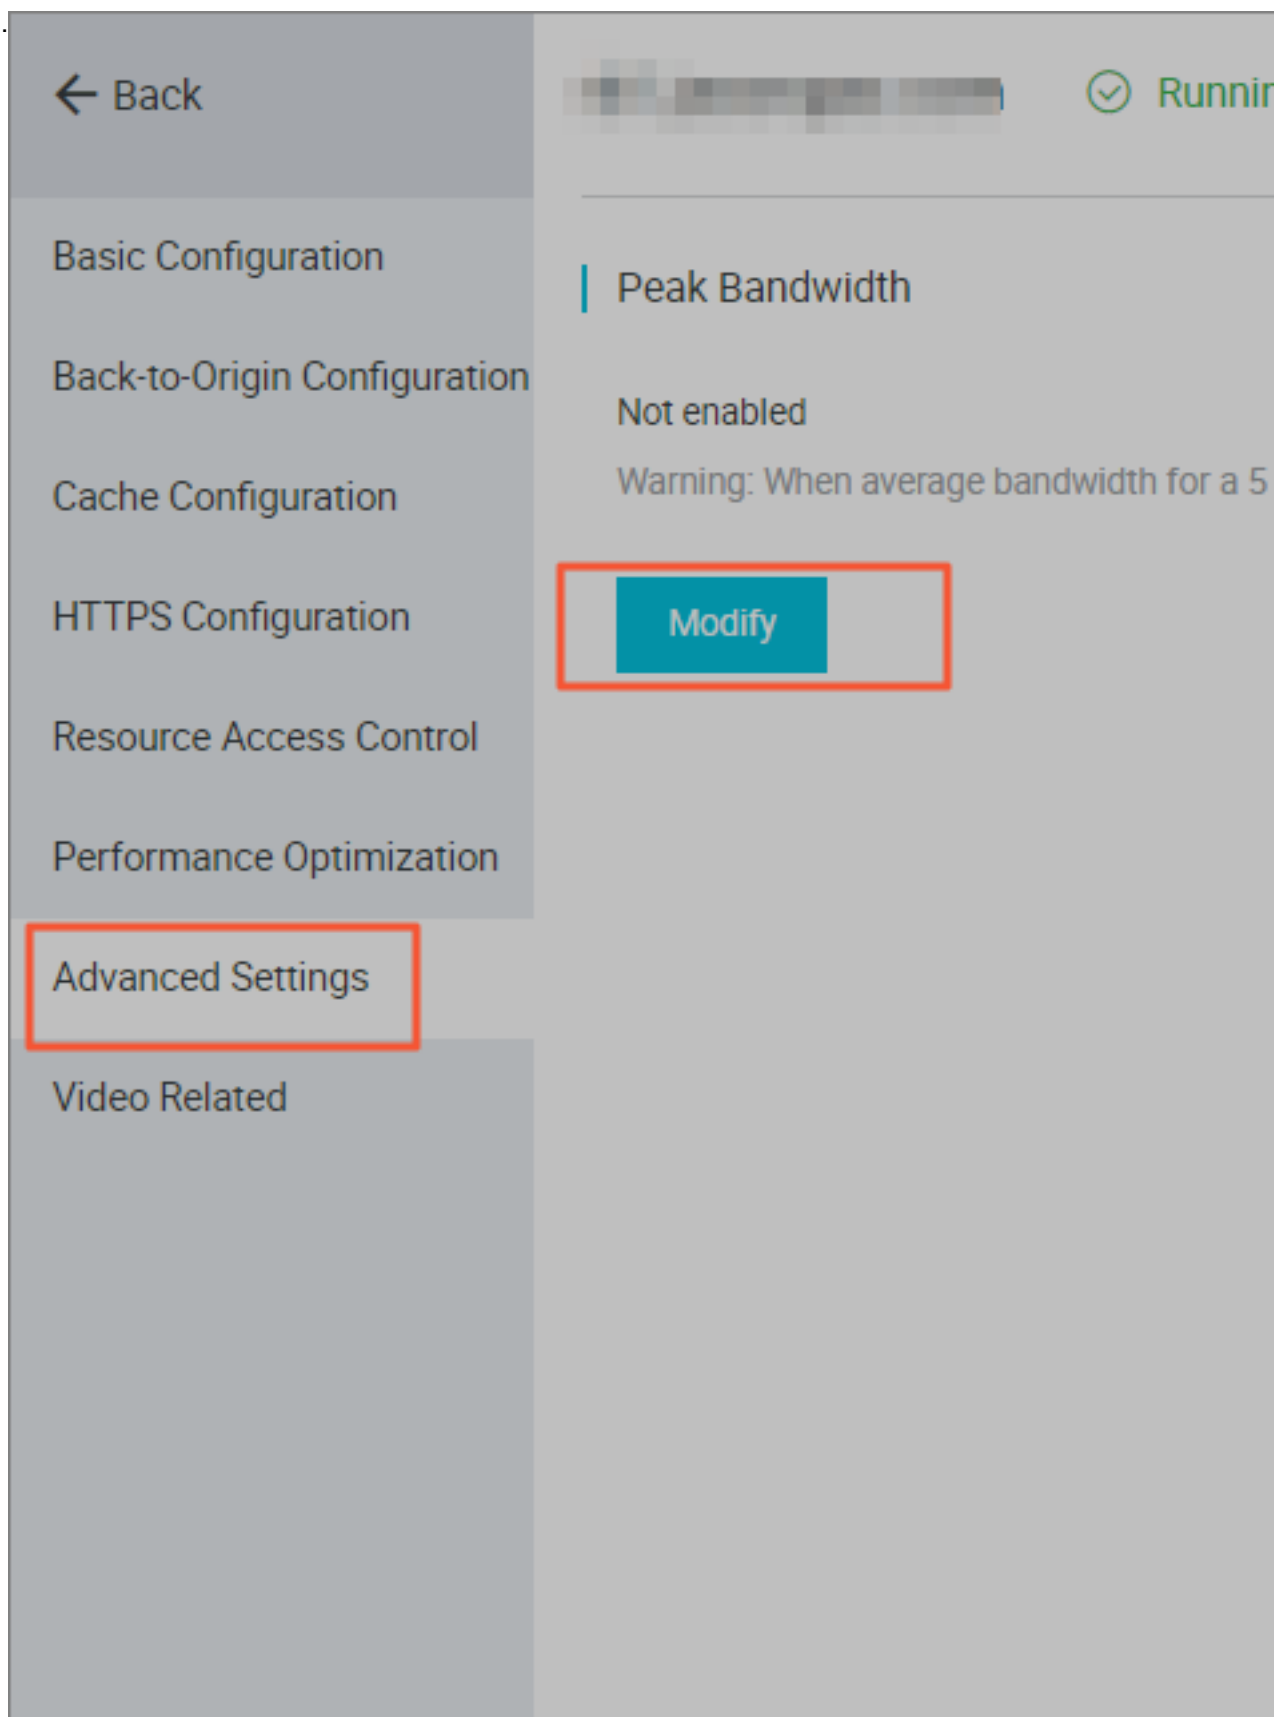 Back
Runnin
Basic Configuration
Peak Bandwidth
Back-to-Origin Configuration
Not enabled
Cache Configuration
Warning: When average bandwidth for a 5
HTTPS Configuration
Modify
Resource Access Control
Performance Optimization
Advanced Settings
Video Related